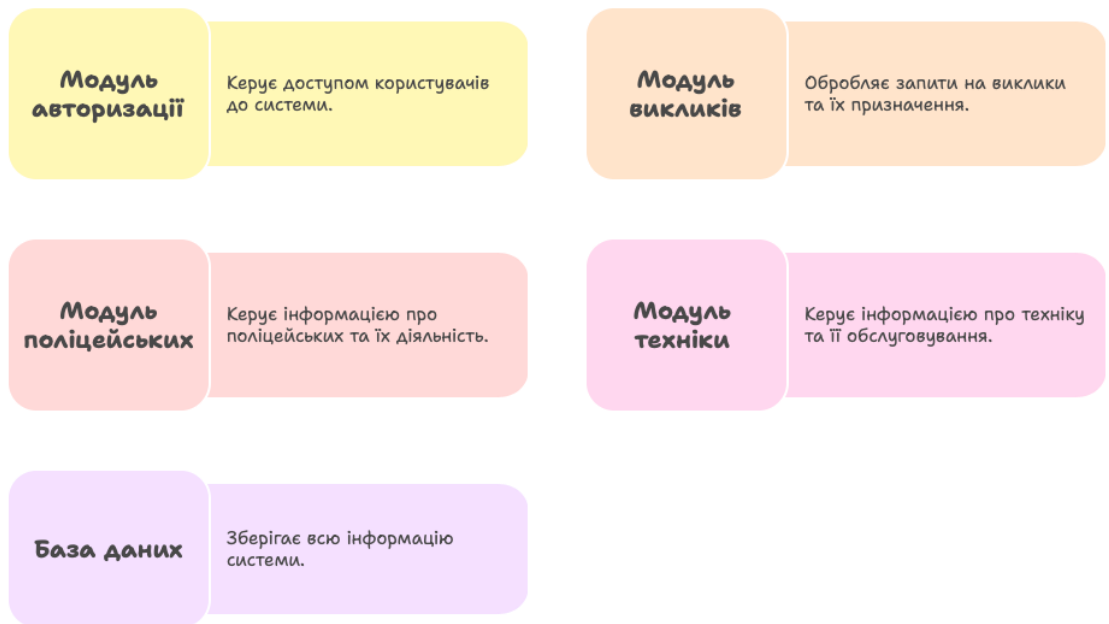 Модуль
авторизації
Керує доступом користувачів
до системи.
Модуль
викликів
Обробляє запити на виклики
та їх призначення.
Модуль
поліцейських
Керує інформацією про
поліцейських та їх діяльність.
Модуль
техніки
Керує інформацією про техніку
та її обслуговування.
База даних
Зберігає всю інформацію
системи.